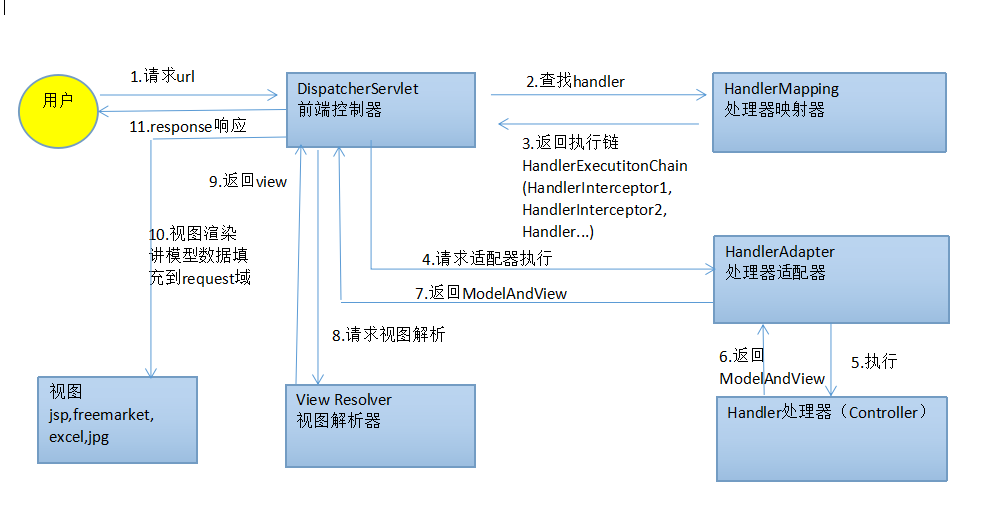 1.请求url
用户
DispatcherServlet
前端控制器
2.查找handler
HandlerMapping
处理器映射器
11.response响应
3.返回执行链
HandlerExecutitonChain
(HandlerInterceptor1,
HandlerInterceptor2,
Handler...)
9.返回view
10.视图渲染
讲模型数据填
充到request域
4.请求适配器执行
HandlerAdapter
处理器适配器
7.返回ModelAndView
8.请求视图解析
6.返回
ModelAndView
5.执行
视图
jsp,freemarket,
excel,jpg
View Resolver
视图解析器
Handler处理器（Controller）